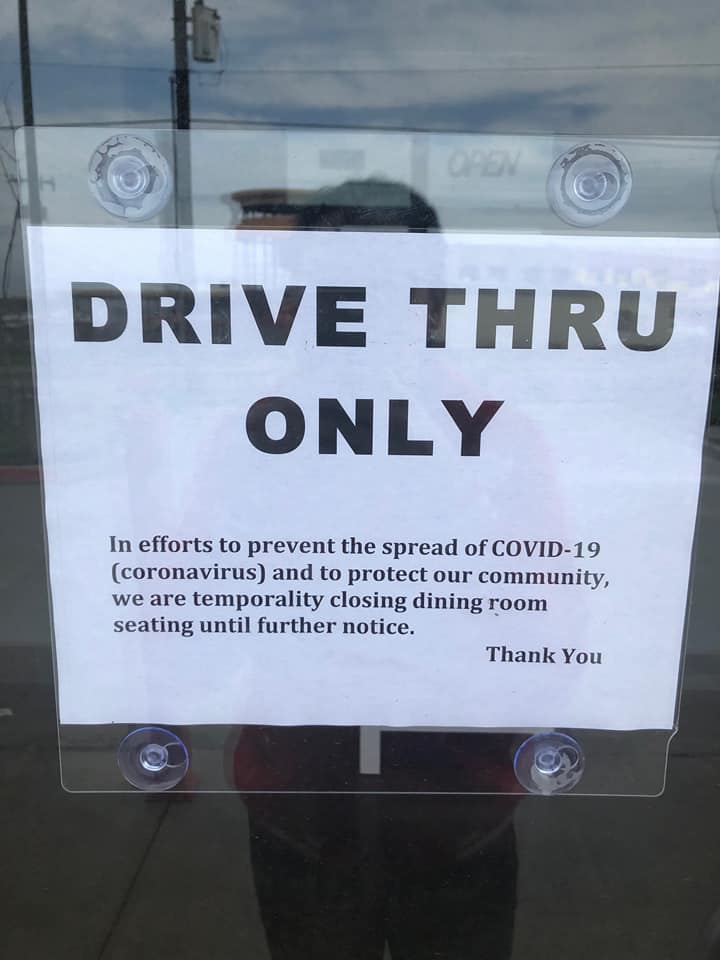 OPEN
DRIVE THRU
ONLY
In efforts to prevent the spread of COVID-19
(coronavirus) and to protect our community,
we are temporality closing dining room
seating until further notice.
Thank You